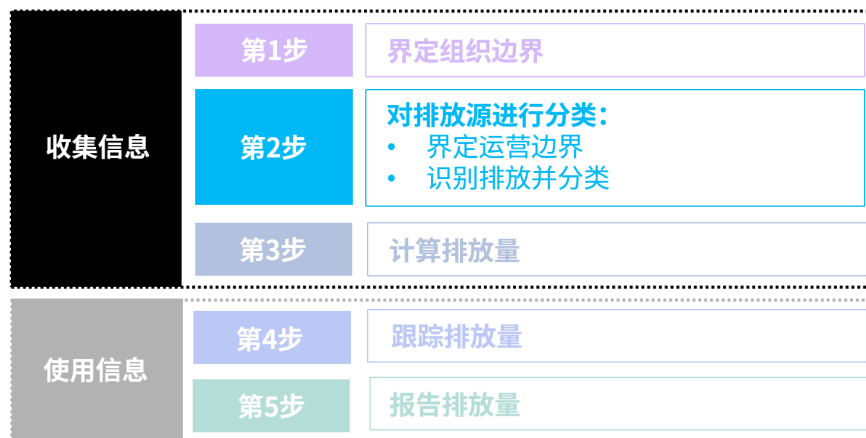 收集信息
第1步
界定组织边界
第2步
对排放源进行分类：
• 界定运营边界
• 识别排放并分类
第3步
计算排放量
使用信息
第4步
跟踪排放量
第5步
报告排放量